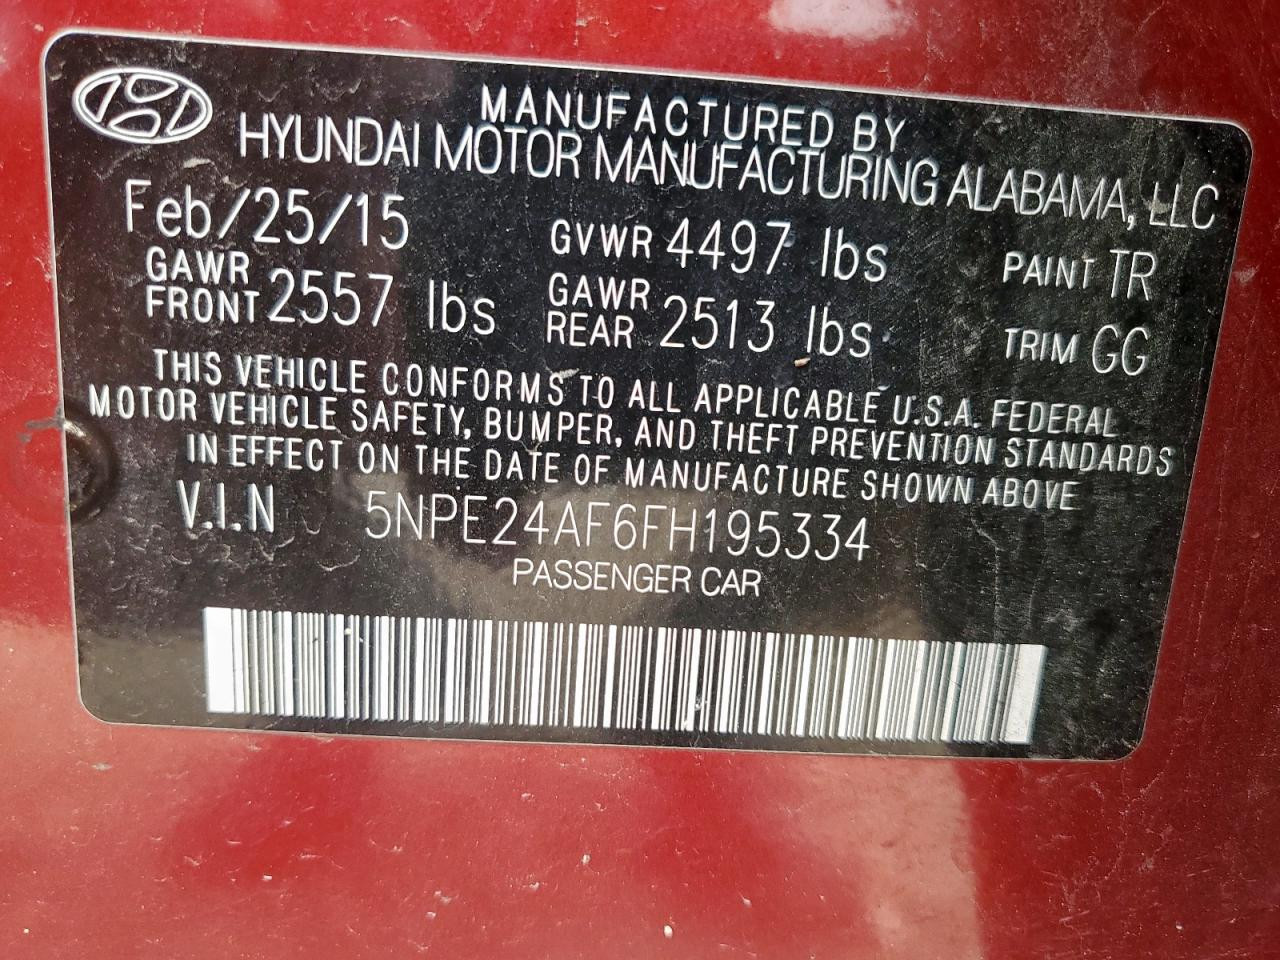 MANUFACTURED BY
HYUNDAI MOTOR MANUFACTURING ALABAMA, LLC
Feb/25/15 GVWR 4497 lbs PAINT TR
GAWR FRONT 2557 lbs GAWR REAR 2513 lbs TRIM GG
THIS VEHICLE CONFORMS TO ALL APPLICABLE U.S.A. FEDERAL
MOTOR VEHICLE SAFETY, BUMPER, AND THEFT PREVENTION STANDARDS
IN EFFECT ON THE DATE OF MANUFACTURE SHOWN ABOVE
V.I.N 5NPE24AF6FH195334
PASSENGER CAR